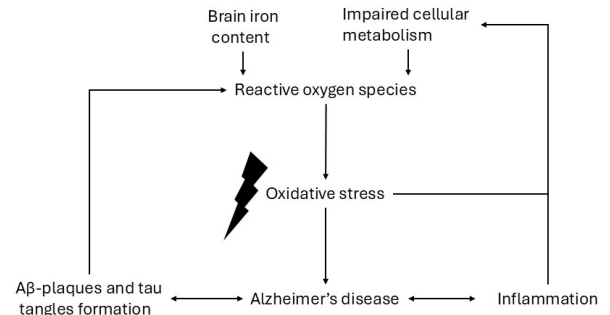 Brain iron
content
Impaired cellular
metabolism
Reactive oxygen species
Oxidative stress
Aβ-plaques and tau
tangles formation
Alzheimer’s disease
Inflammation